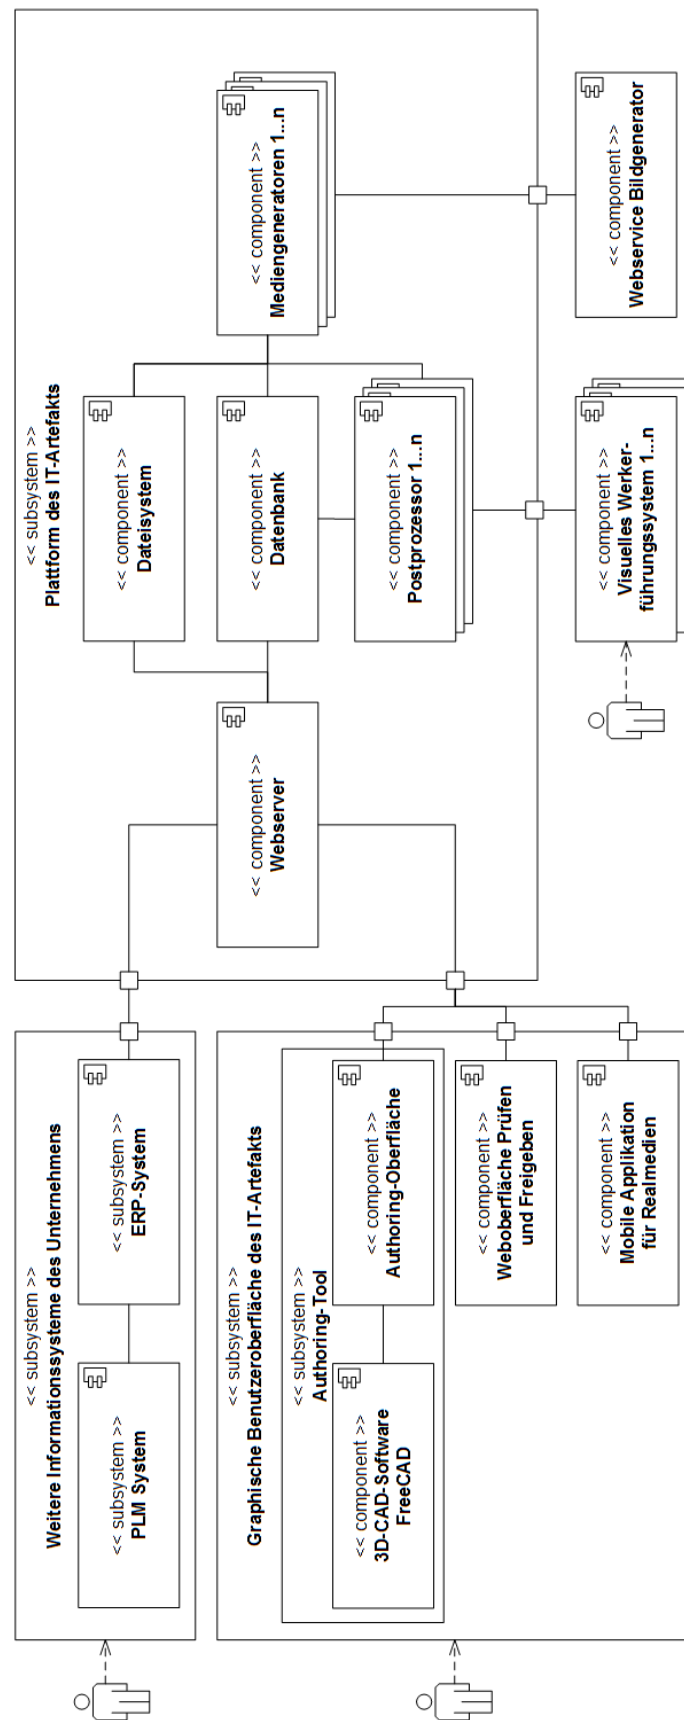 << subsystem >>
Weitere Informationssysteme des Unternehmens
<< subsystem >>
PLM System
<< subsystem >>
ERP-System
<< subsystem >>
Graphische Benutzeroberfläche des IT-Artefakts
<< subsystem >>
Authoring-Tool
<< component >>
3D-CAD-Software
FreeCAD
<< component >>
Authoring-Oberfläche
<< component >>
Weboberfläche Prüfen
und Freigeben
<< component >>
Mobile Applikation
für Realmedien
<< subsystem >>
Plattform des IT-Artefakts
<< component >>
Webserver
<< component >>
Dateisystem
<< component >>
Datenbank
<< component >>
Postprozessor 1...n
<< component >>
Mediengeneratoren 1...n
<< component >>
Visuelles Werker-
führungssystem 1...n
<< component >>
Webservice Bildgenerator